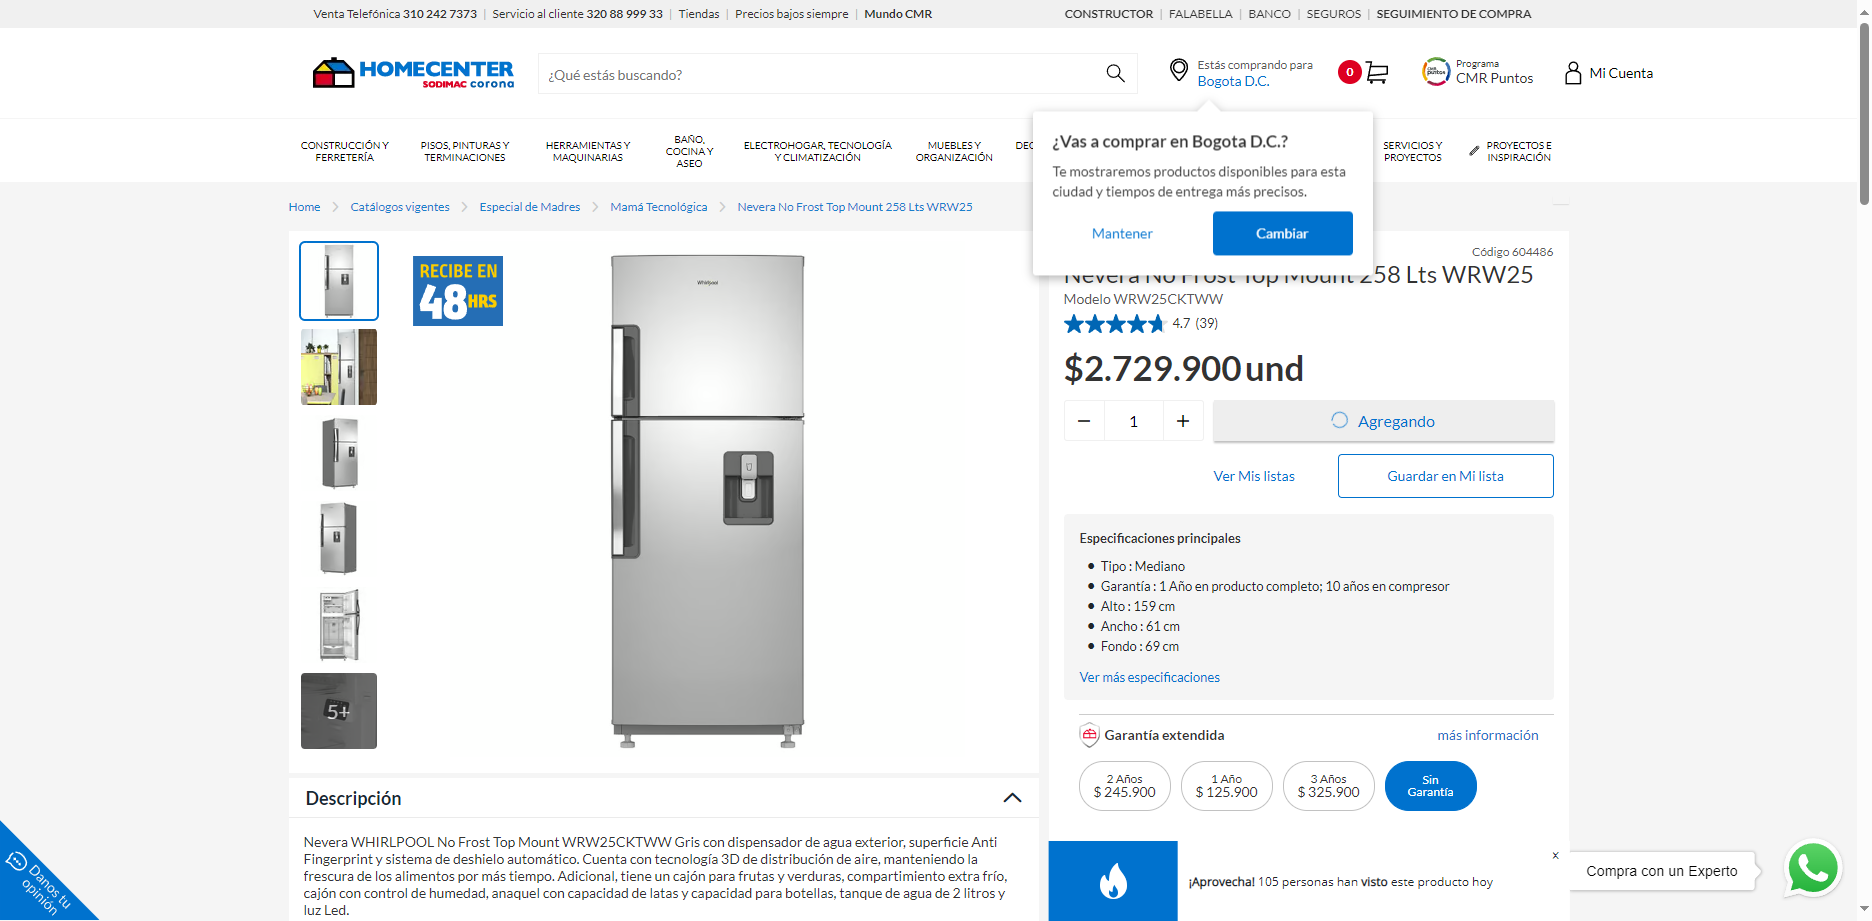 Venta Telefónica 310 242 7373 | Servicio al cliente 320 88 999 33 | Tiendas | Precios bajos siempre | Mundo CMR
CONSTRUCTOR | FALABELLA | BANCO | SEGUROS | SEGUIMIENTO DE COMPRA
HOMECENTER
SODIMAC corona
¿Qué estás buscando?
Estás comprando para
Bogota D.C.
0
Programa
CMR Puntos
Mi Cuenta
CONSTRUCCIÓN Y
FERRETERÍA
PISOS, PINTURAS Y
TERMINACIONES
HERRAMIENTAS Y
MAQUINARIAS
BAÑO,
COCINA Y
ASEO
ELECTROHOGAR, TECNOLOGÍA
Y CLIMATIZACIÓN
MUEBLES Y
ORGANIZACIÓN
SERVICIOS Y
PROYECTOS
PROYECTOS E
INSPIRACIÓN
¿Vas a comprar en Bogota D.C.?
Te mostraremos productos disponibles para esta
ciudad y tiempos de entrega más precisos.
Mantener
Cambiar
Home > Catálogos vigentes > Especial de Madres > Mamá Tecnológica > Nevera No Frost Top Mount 258 Lts WRW25
RECIBE EN
48HRS
Whirlpool
5+
Código 604486
Nevera No Frost Top Mount 258 Lts WRW25
Modelo WRW25CKTWW
4.7 (39)
$2.729.900 und
− 1 +
Agregando
Ver Mis listas
Guardar en Mi lista
Especificaciones principales
• Tipo : Mediano
• Garantía : 1 Año en producto completo; 10 años en compresor
• Alto : 159 cm
• Ancho : 61 cm
• Fondo : 69 cm
Ver más especificaciones
Garantía extendida
más información
2 Años
$ 245.900
1 Año
$ 125.900
3 Años
$ 325.900
Sin
Garantía
Descripción
Nevera WHIRLPOOL No Frost Top Mount WRW25CKTWW Gris con dispensador de agua exterior, superficie Anti
Fingerprint y sistema de deshielo automático. Cuenta con tecnología 3D de distribución de aire, manteniendo la
frescura de los alimentos por más tiempo. Adicional, tiene un cajón para frutas y verduras, compartimiento extra frío,
cajón con control de humedad, anaquel con capacidad de latas y capacidad para botellas, tanque de agua de 2 litros y
luz Led.
¡Aprovecha! 105 personas han visto este producto hoy
x
Compra con un Experto
Danos tu
opinión